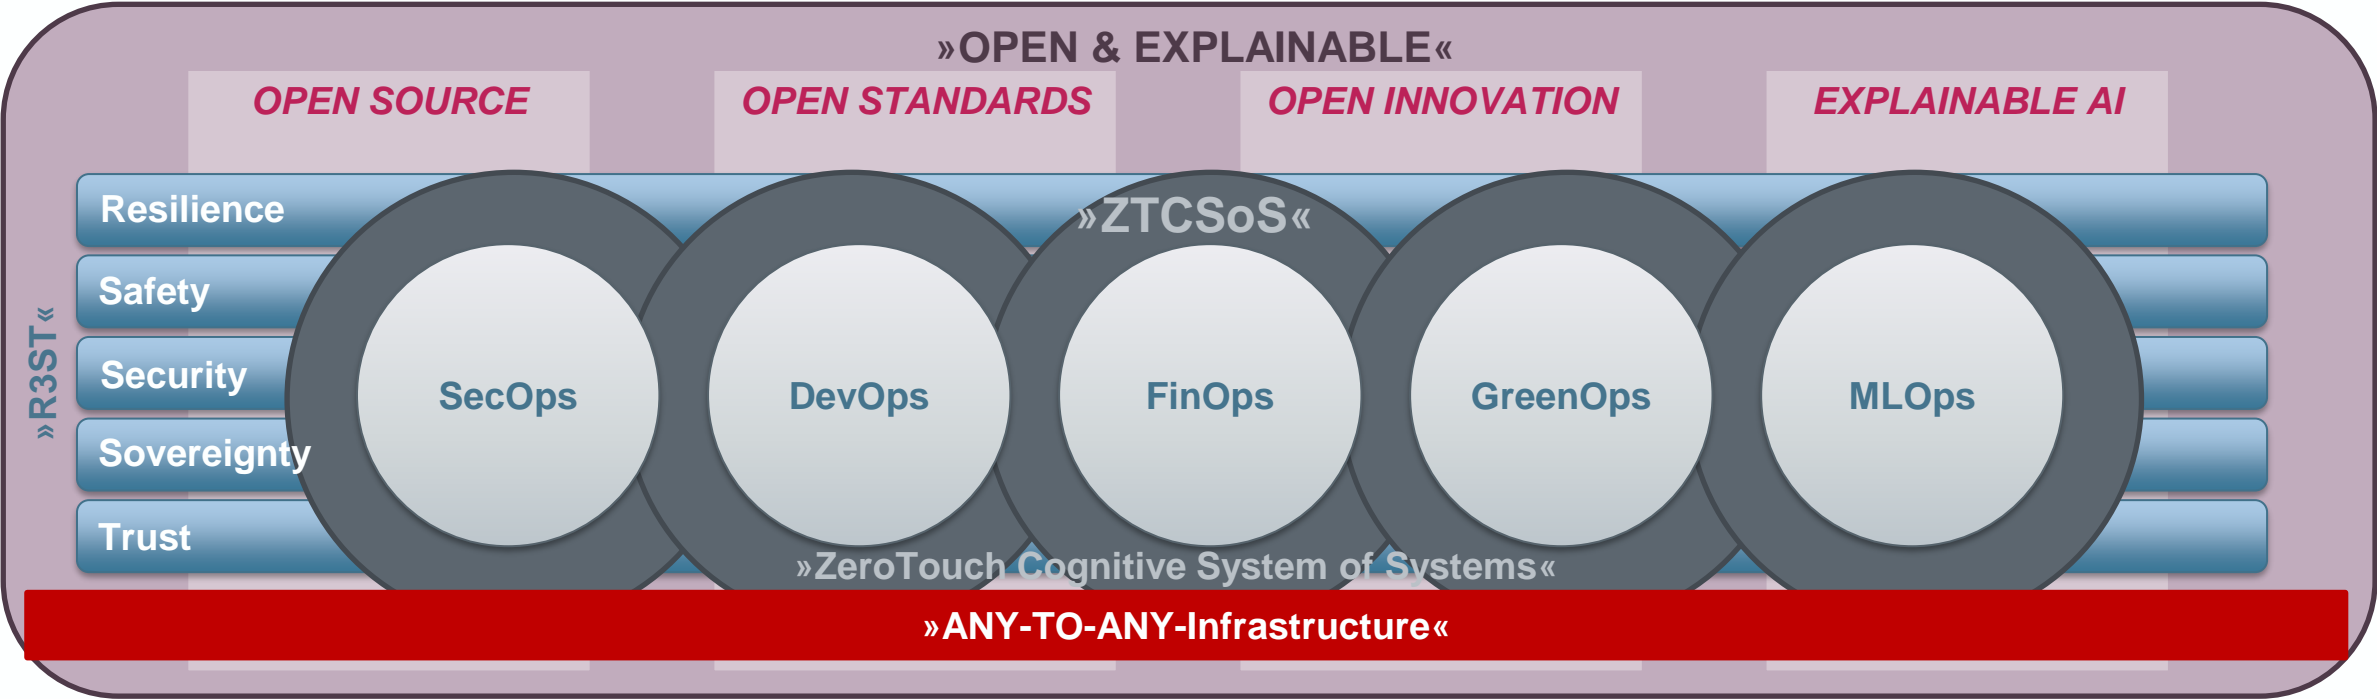 »OPEN & EXPLAINABLE«
OPEN SOURCE
OPEN STANDARDS
OPEN INNOVATION
EXPLAINABLE AI
»R3ST«
Resilience
Safety
Security
Sovereignty
Trust
»ZTCSoS«
SecOps
DevOps
FinOps
GreenOps
MLOps
»ZeroTouch Cognitive System of Systems«
»ANY-TO-ANY-Infrastructure«